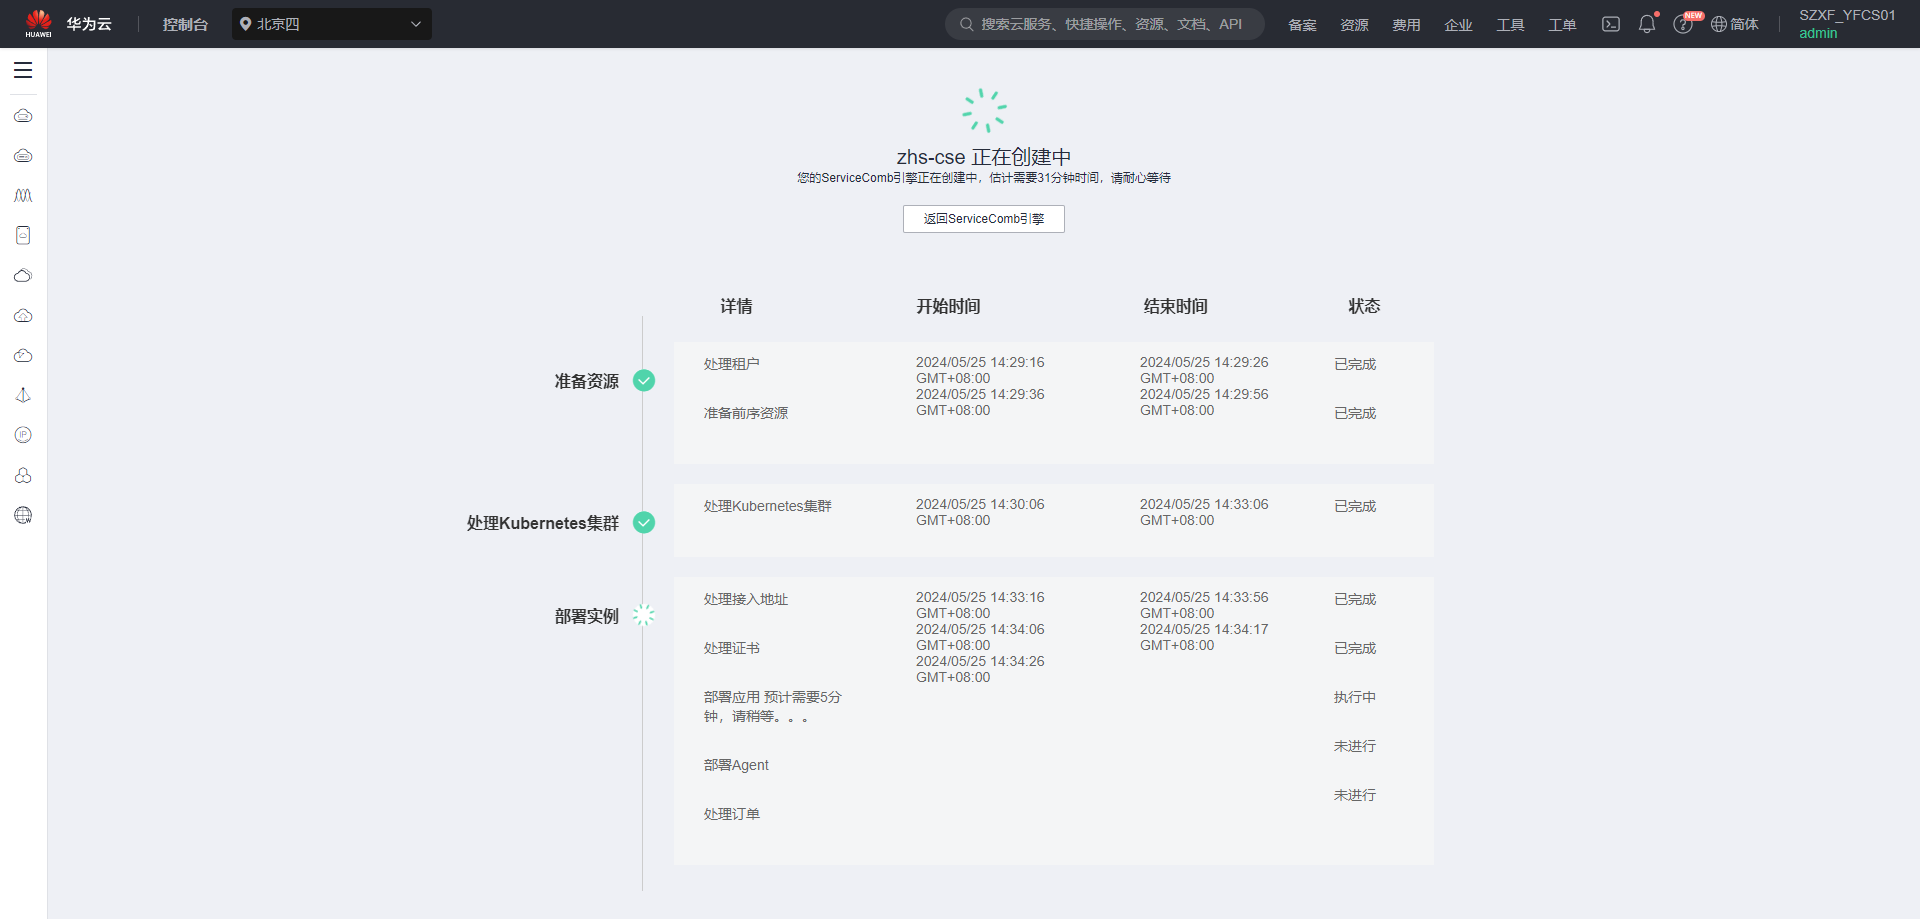 HUAWEI
华为云
控制台
北京四
搜索云服务、快捷操作、资源、文档、API
备案
资源
费用
企业
工具
工单
NEW
简体
SZXF_YFCS01
admin
zhs-cse 正在创建中
您的ServiceComb引擎正在创建中，估计需要31分钟时间，请耐心等待
返回ServiceComb引擎
详情
开始时间
结束时间
状态
准备资源
处理租户
2024/05/25 14:29:16
GMT+08:00
2024/05/25 14:29:26
GMT+08:00
已完成
准备前序资源
2024/05/25 14:29:36
GMT+08:00
2024/05/25 14:29:56
GMT+08:00
已完成
处理Kubernetes集群
处理Kubernetes集群
2024/05/25 14:30:06
GMT+08:00
2024/05/25 14:33:06
GMT+08:00
已完成
部署实例
处理接入地址
2024/05/25 14:33:16
GMT+08:00
2024/05/25 14:33:56
GMT+08:00
已完成
处理证书
2024/05/25 14:34:06
GMT+08:00
2024/05/25 14:34:17
GMT+08:00
已完成
部署应用 预计需要5分
钟，请稍等。。。
2024/05/25 14:34:26
GMT+08:00
执行中
部署Agent
未进行
处理订单
未进行
IP